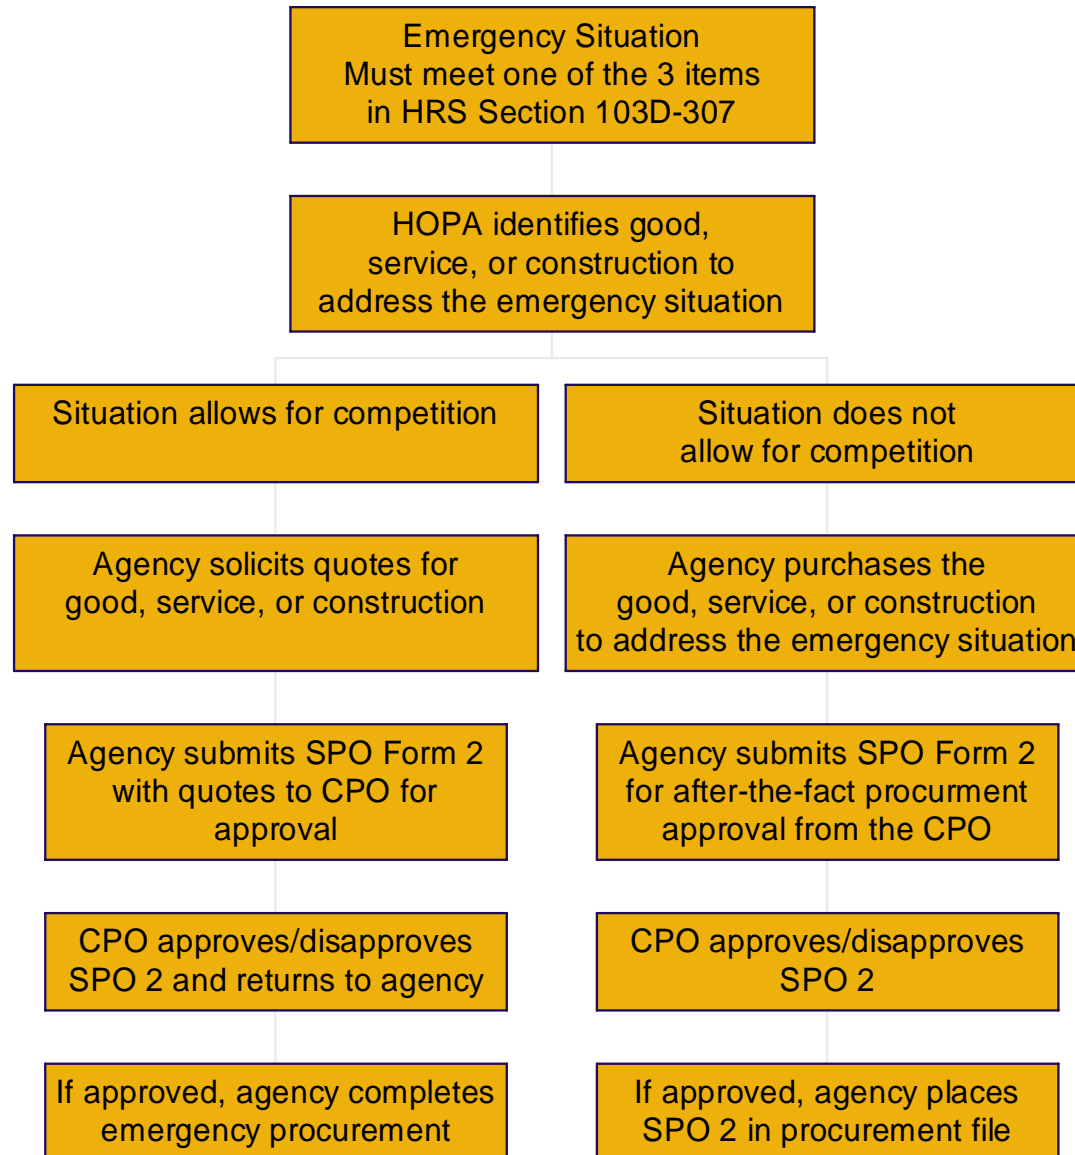 Emergency Situation
Must meet one of the 3 items
in HRS Section 103D-307
HOPA identifies good,
service, or construction to
address the emergency situation
Situation allows for competition
Situation does not
allow for competition
Agency solicits quotes for
good, service, or construction
Agency purchases the
good, service, or construction
to address the emergency situation
Agency submits SPO Form 2
with quotes to CPO for
approval
Agency submits SPO Form 2
for after-the-fact procurment
approval from the CPO
CPO approves/disapproves
SPO 2 and returns to agency
CPO approves/disapproves
SPO 2
If approved, agency completes
emergency procurement
If approved, agency places
SPO 2 in procurement file